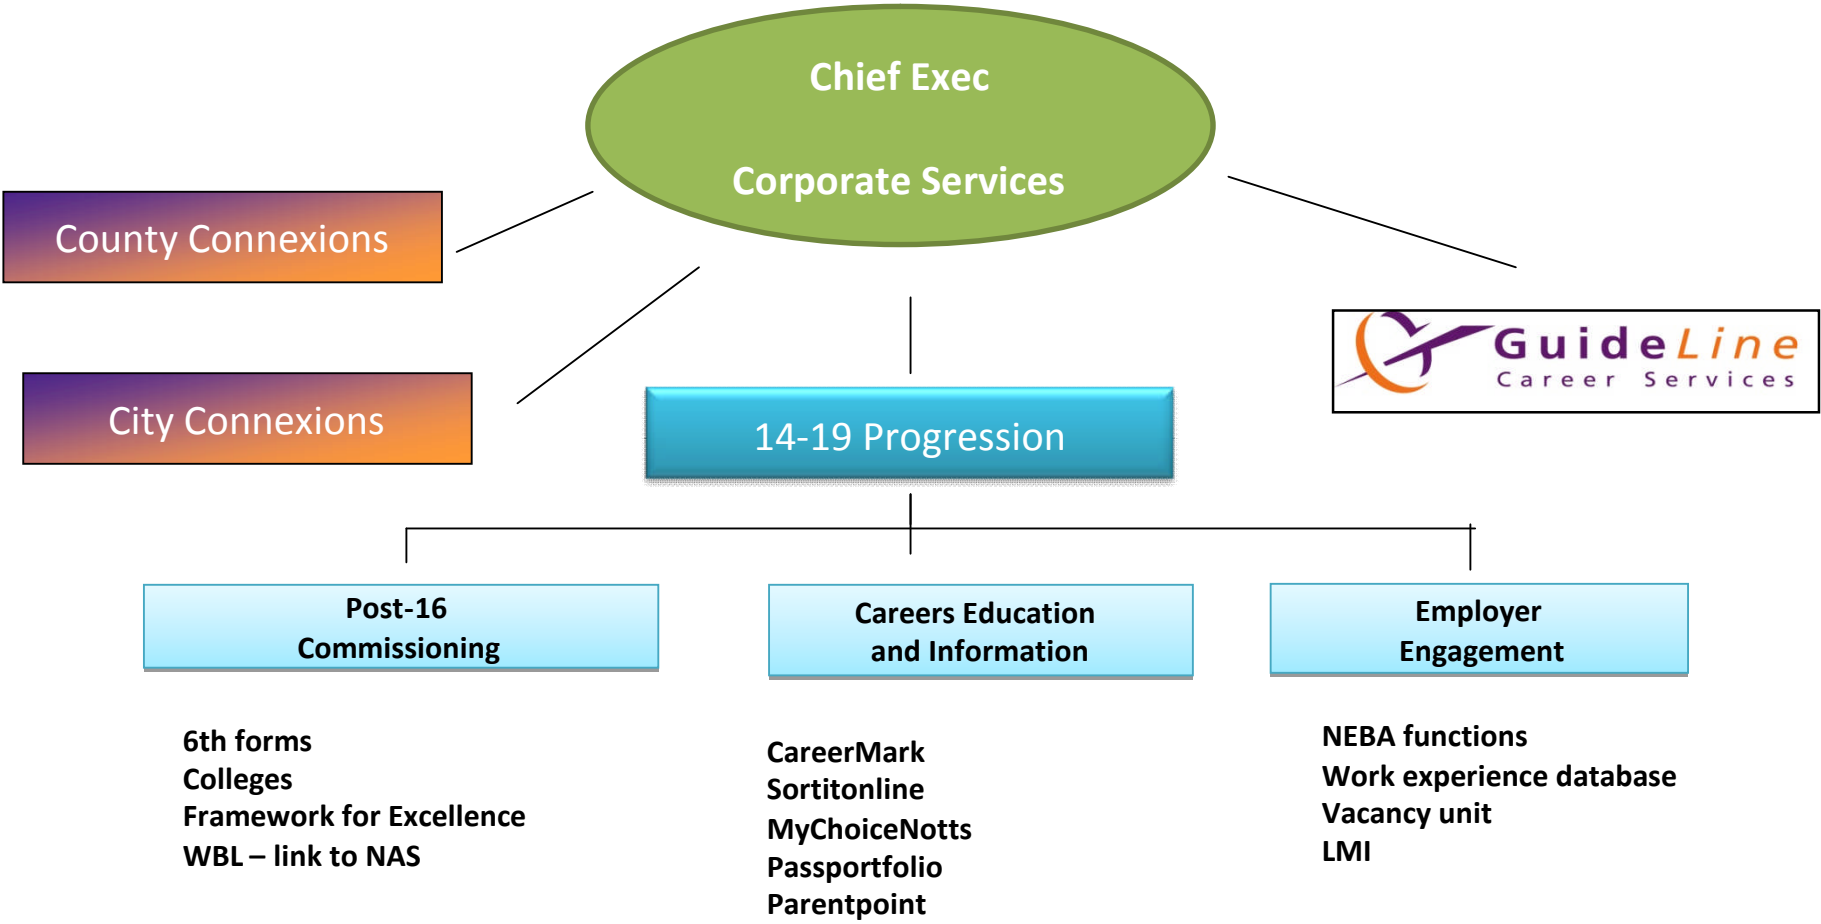 Chief Exec
Corporate Services
County Connexions
City Connexions
GuideLine
Career Services
14-19 Progression
Post-16
Commissioning
6th forms
Colleges
Framework for Excellence
WBL – link to NAS
Careers Education
and Information
CareerMark
Sortitonline
MyChoiceNotts
Passportfolio
Parentpoint
Employer
Engagement
NEBA functions
Work experience database
Vacancy unit
LMI